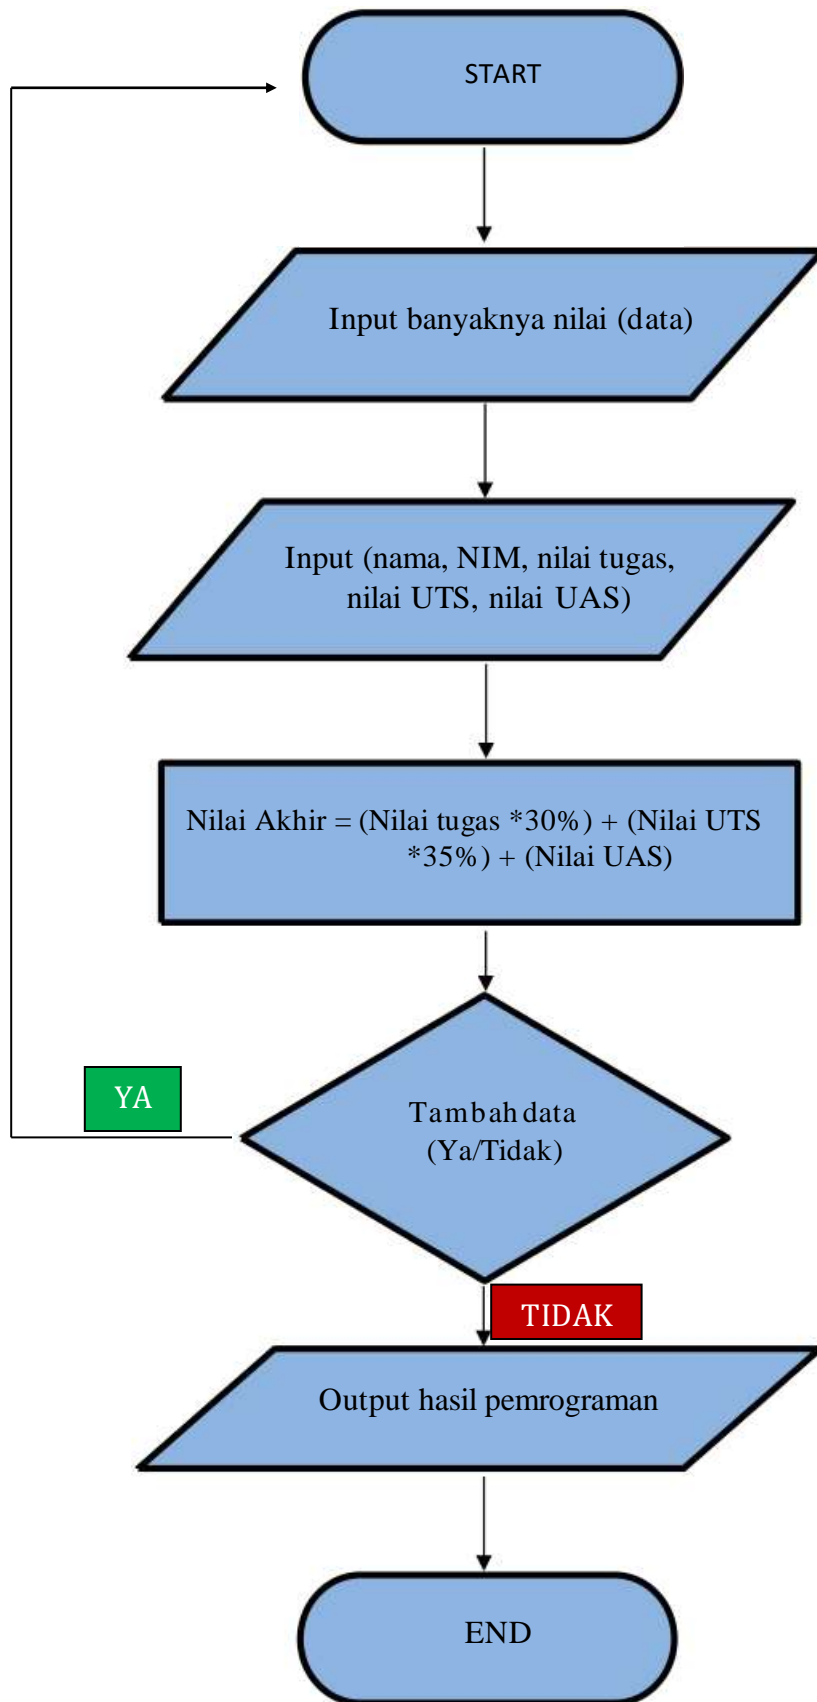 START
Input banyaknya nilai (data)
Input (nama, NIM, nilai tugas,
nilai UTS, nilai UAS)
Nilai Akhir = (Nilai tugas *30%) + (Nilai UTS
*35%) + (Nilai UAS)
YA
Tambah data
(Ya/Tidak)
TIDAK
Output hasil pemrograman
END